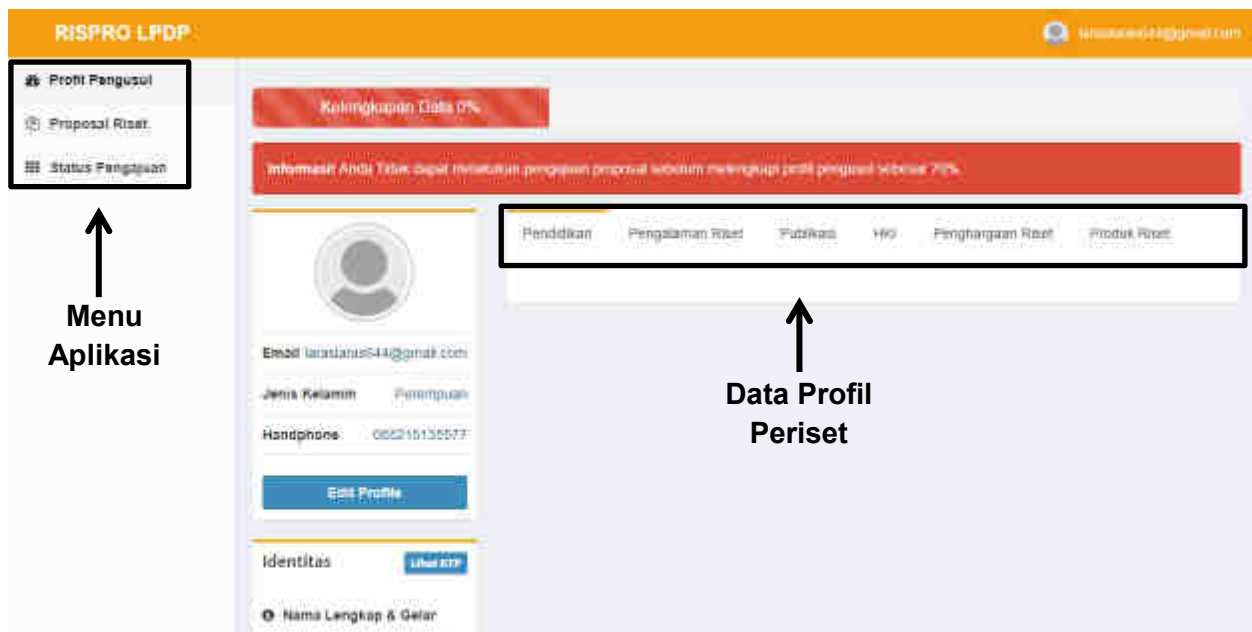 RISPRO LPDP
Profil Pengusul
Proposal Riset
Status Pengajuan
Kelengkapan Data 0%
Informasi! Anda Tidak dapat melakukan pengajuan proposal sebelum melengkapi profil pengusul sebesar 70%
Pendidikan Pengalaman Riset Publikasi HKI Penghargaan Riset Produk Riset
Menu
Aplikasi
Data Profil
Periset
Email
Jenis Kelamin Perempuan
Handphone
Edit Profile
Identitas Lihat KTP
Nama Lengkap & Gelar